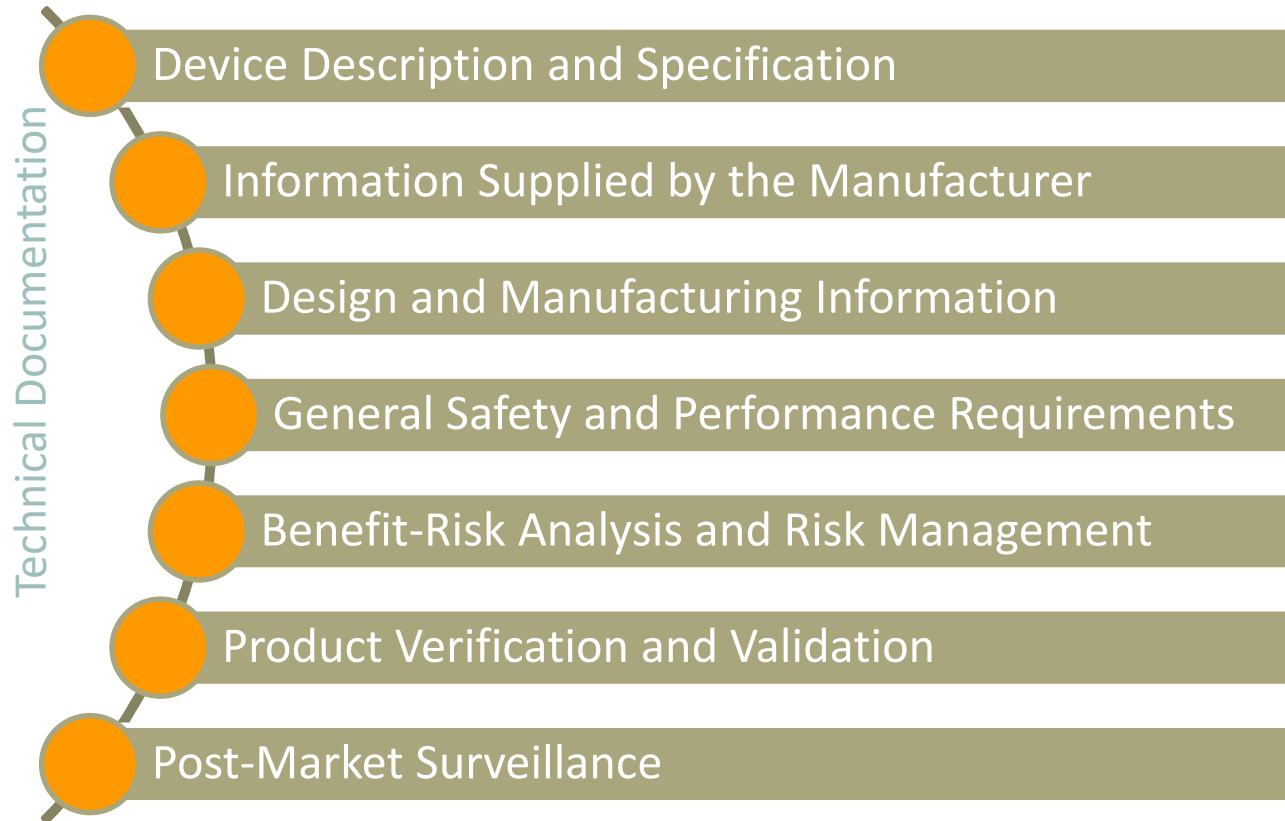 Technical Documentation
Device Description and Specification
Information Supplied by the Manufacturer
Design and Manufacturing Information
General Safety and Performance Requirements
Benefit-Risk Analysis and Risk Management
Product Verification and Validation
Post-Market Surveillance